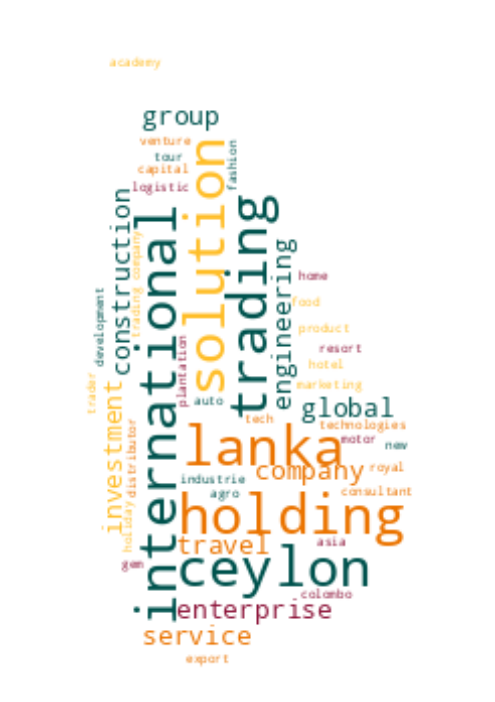 academy
group
venture
tour
capital
logistic
fashion
solution
trading
international
construction
trading company
engineering
development
home
food
product
resort
hotel
marketing
plantation
auto
trader
investment
distributor
holiday
global
tech
technologies
lanka
motor
new
company
royal
industrie
agro
consultant
holding
travel
asia
gem
ceylon
colombo
enterprise
service
export